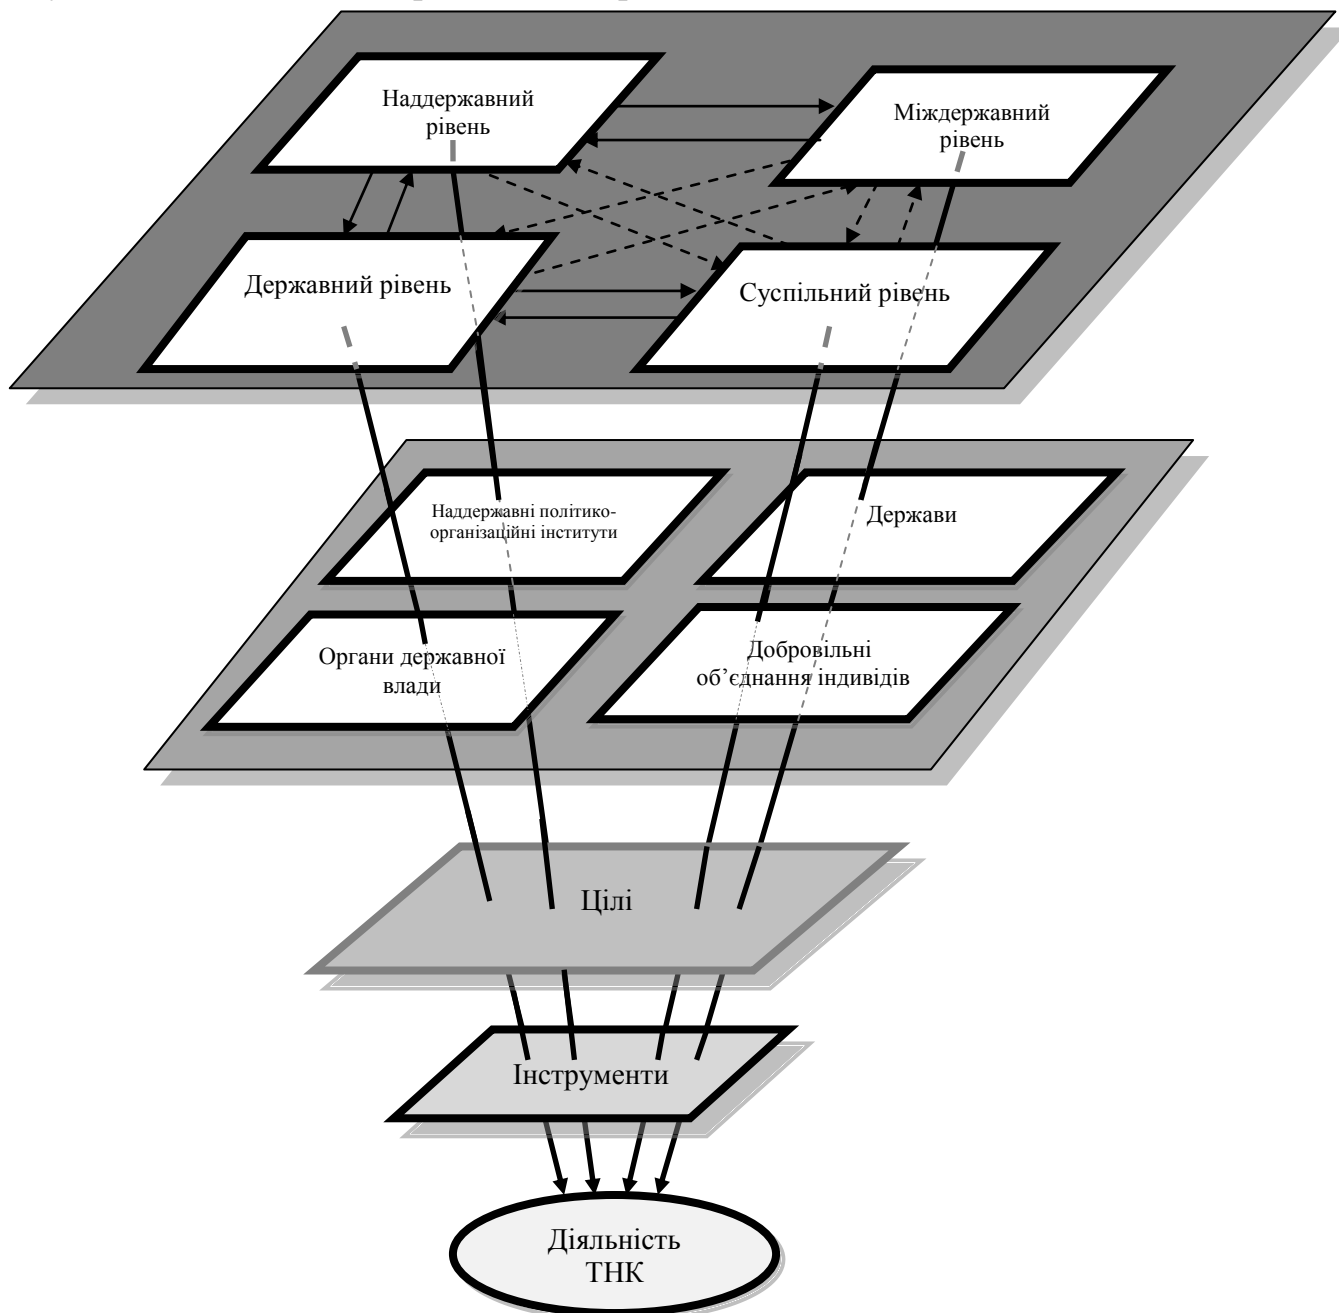 Наддержавний
рівень
Міждержавний
рівень
Державний рівень
Суспільний рівень
Наддержавні політико-
організаційні інститути
Держави
Органи державної
влади
Добровільні
об’єднання індивідів
Цілі
Інструменти
Діяльність
ТНК